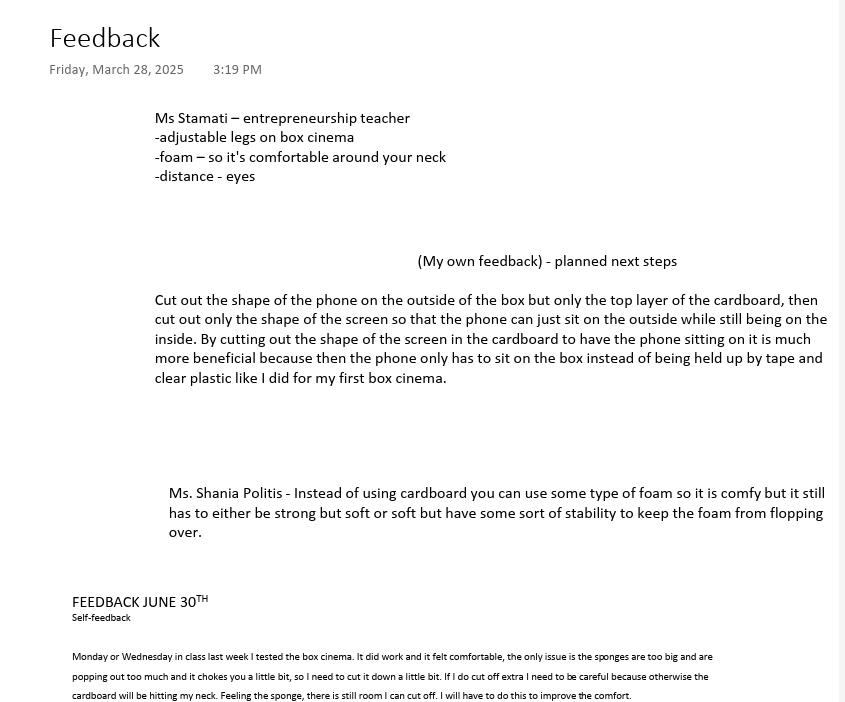 Feedback
Friday, March 28, 2025 3:19 PM
Ms Stamati – entrepreneurship teacher
-adjustable legs on box cinema
-foam – so it's comfortable around your neck
-distance - eyes
(My own feedback) - planned next steps
Cut out the shape of the phone on the outside of the box but only the top layer of the cardboard, then
cut out only the shape of the screen so that the phone can just sit on the outside while still being on the
inside. By cutting out the shape of the screen in the cardboard to have the phone sitting on it is much
more beneficial because then the phone only has to sit on the box instead of being held up by tape and
clear plastic like I did for my first box cinema.
Ms. Shania Politis - Instead of using cardboard you can use some type of foam so it is comfy but it still
has to either be strong but soft or soft but have some sort of stability to keep the foam from flopping
over.
FEEDBACK JUNE 30TH
Self-feedback
Monday or Wednesday in class last week I tested the box cinema. It did work and it felt comfortable, the only issue is the sponges are too big and are
popping out too much and it chokes you a little bit, so I need to cut it down a little bit. If I do cut off extra I need to be careful because otherwise the
cardboard will be hitting my neck. Feeling the sponge, there is still room I can cut off. I will have to do this to improve the comfort.